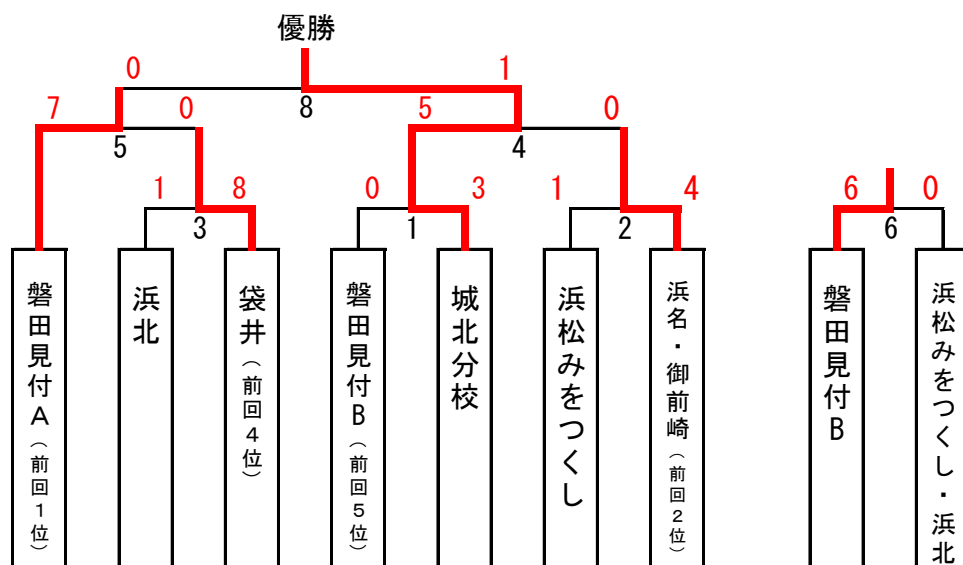 優勝
0
1
8
7
0
5
0
5
4
1
8
0
3
1
4
6
0
3
1
2
6
磐田見付A(前回1位)
浜北
袋井(前回4位)
磐田見付B(前回5位)
城北分校
浜松みをつくし
浜名・御前崎(前回2位)
磐田見付B
浜松みをつくし・浜北